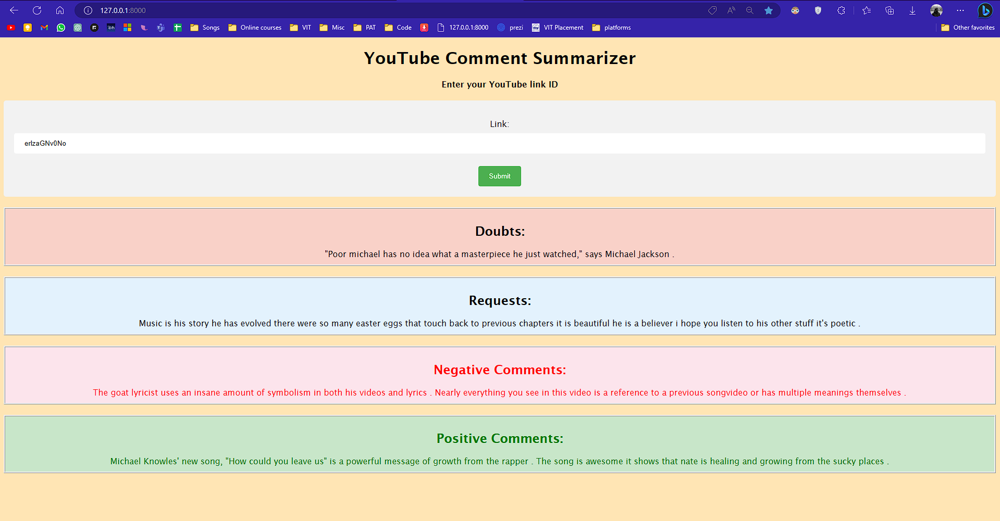 127.0.0.1:8000
Songs Online courses VIT Misc PAT Code 127.0.0.1:8000 prezi VIT Placement platforms Other favorites
YouTube Comment Summarizer
Enter your YouTube link ID
Link:
erlzaGNv0No
Submit
Doubts:
"Poor michael has no idea what a masterpiece he just watched," says Michael Jackson .
Requests:
Music is his story he has evolved there were so many easter eggs that touch back to previous chapters it is beautiful he is a believer i hope you listen to his other stuff it's poetic .
Negative Comments:
The goat lyricist uses an insane amount of symbolism in both his videos and lyrics . Nearly everything you see in this video is a reference to a previous songvideo or has multiple meanings themselves .
Positive Comments:
Michael Knowles' new song, "How could you leave us" is a powerful message of growth from the rapper . The song is awesome it shows that nate is healing and growing from the sucky places .